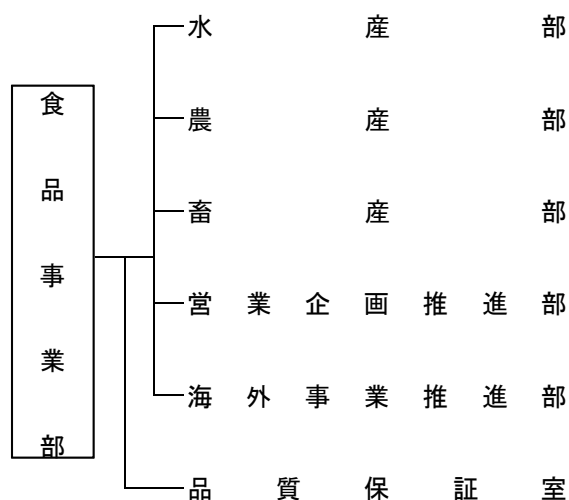 食品事業部
水産部
農産部
畜産部
営業企画推進部
海外事業推進部
品質保証室